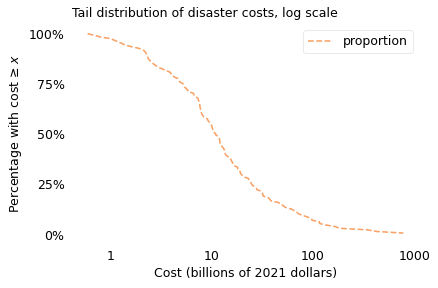 Tail distribution of disaster costs, log scale
proportion
100%
75%
50%
25%
0%
Percentage with cost ≥ x
1
10
100
1000
Cost (billions of 2021 dollars)